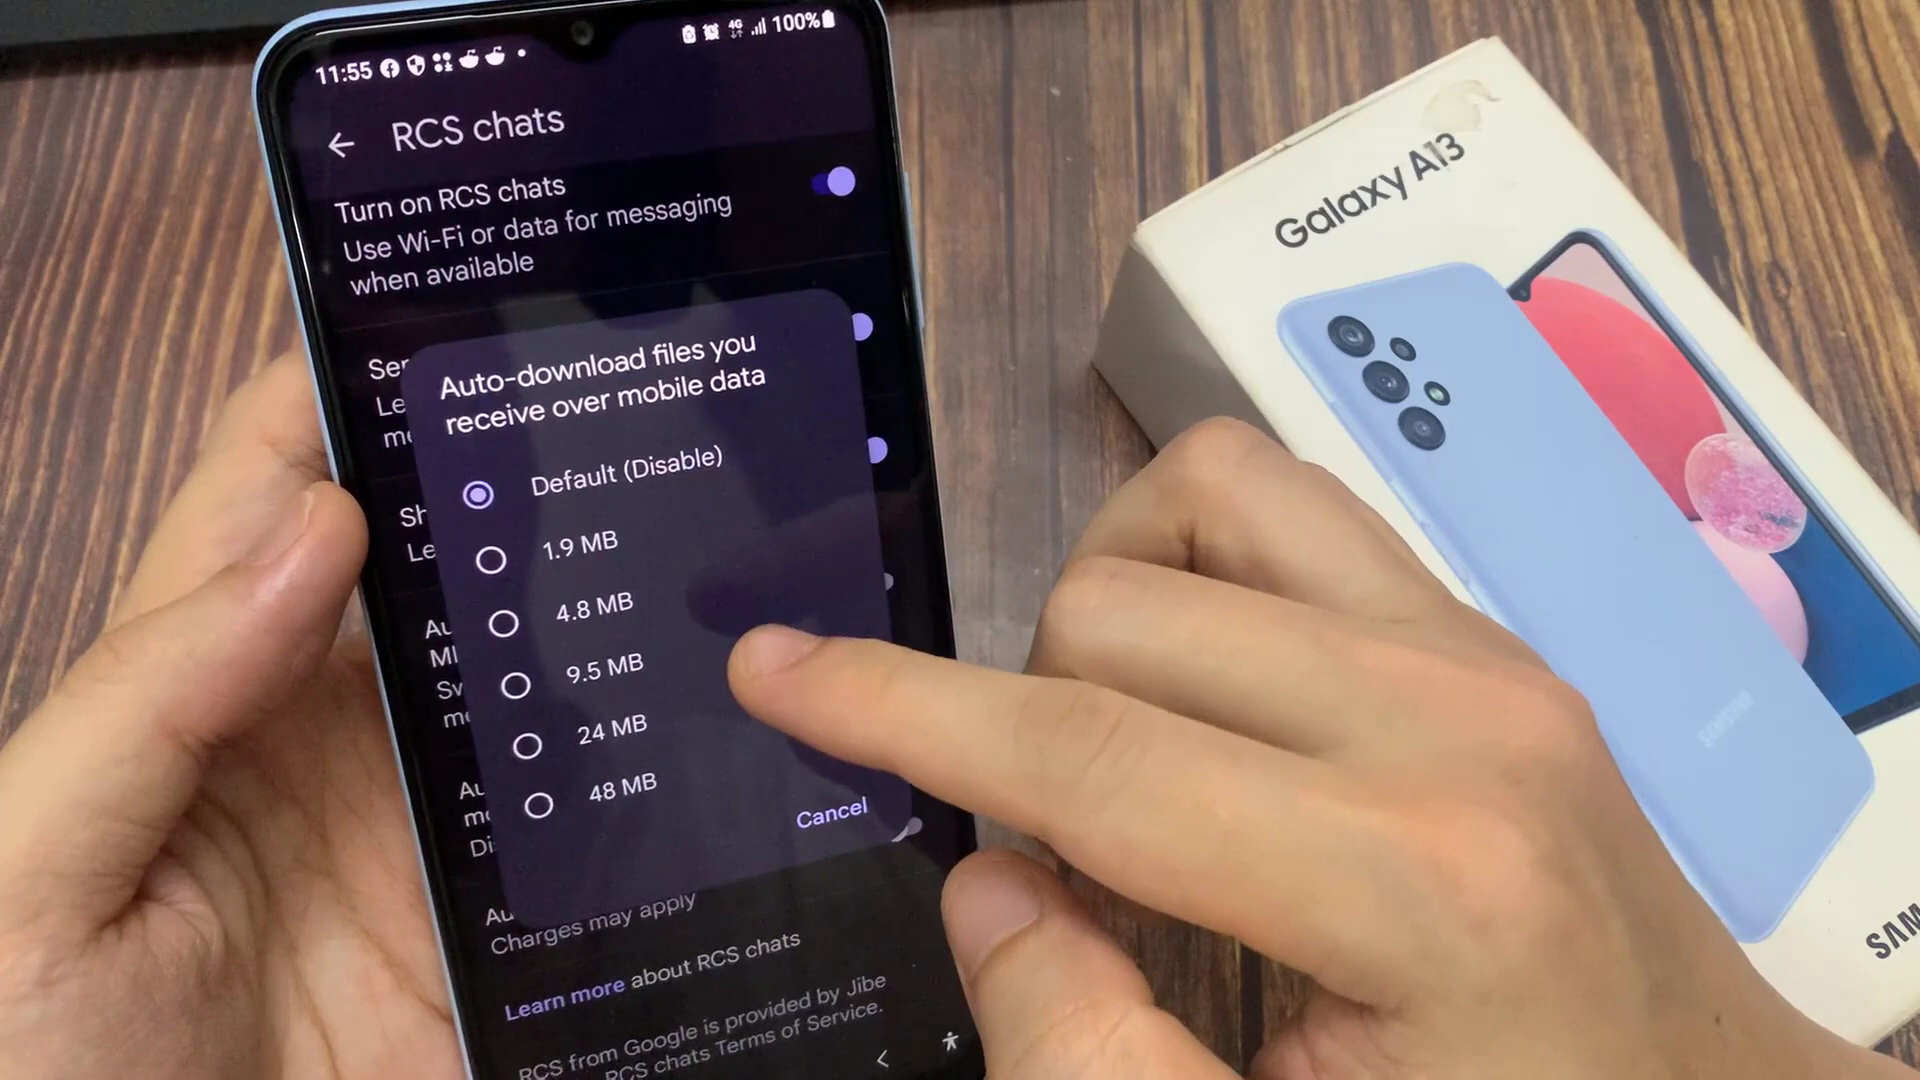 11:55
4G
100%
RCS chats
Turn on RCS chats
Use Wi-Fi or data for messaging
when available
Auto-download files you
receive over mobile data
Default (Disable)
1.9 MB
4.8 MB
9.5 MB
24 MB
48 MB
Cancel
Charges may apply
Learn more about RCS chats
RCS from Google is provided by Jibe
RCS chats Terms of Service.
Galaxy A13
SAMSUNG